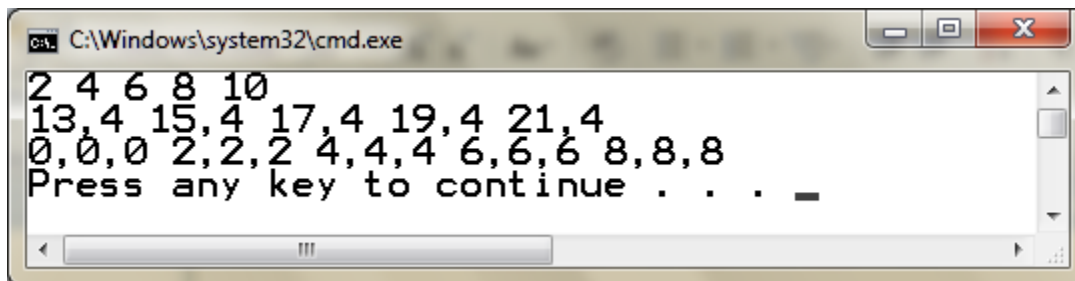 C:\Windows\system32\cmd.exe
2 4 6 8 10
13,4 15,4 17,4 19,4 21,4
0,0,0 2,2,2 4,4,4 6,6,6 8,8,8
Press any key to continue . . . _